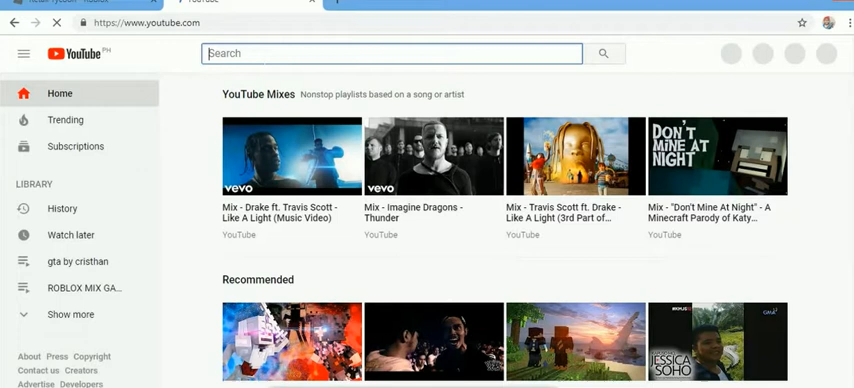 YouTube
https://www.youtube.com
YouTube PH
Search
Home
Trending
Subscriptions
LIBRARY
History
Watch later
gta by cristhan
ROBLOX MIX GA...
Show more
About Press Copyright
Contact us Creators
Advertise Developers
YouTube Mixes Nonstop playlists based on a song or artist
vevo
vevo
DON'T
MINE AT
NIGHT
Mix - Drake ft. Travis Scott -
Like A Light (Music Video)
YouTube
Mix - Imagine Dragons -
Thunder
YouTube
Mix - Travis Scott ft. Drake -
Like A Light (3rd Part of...
YouTube
Mix - "Don't Mine At Night" - A
Minecraft Parody of Katy...
YouTube
Recommended
JESSICA
SOHO